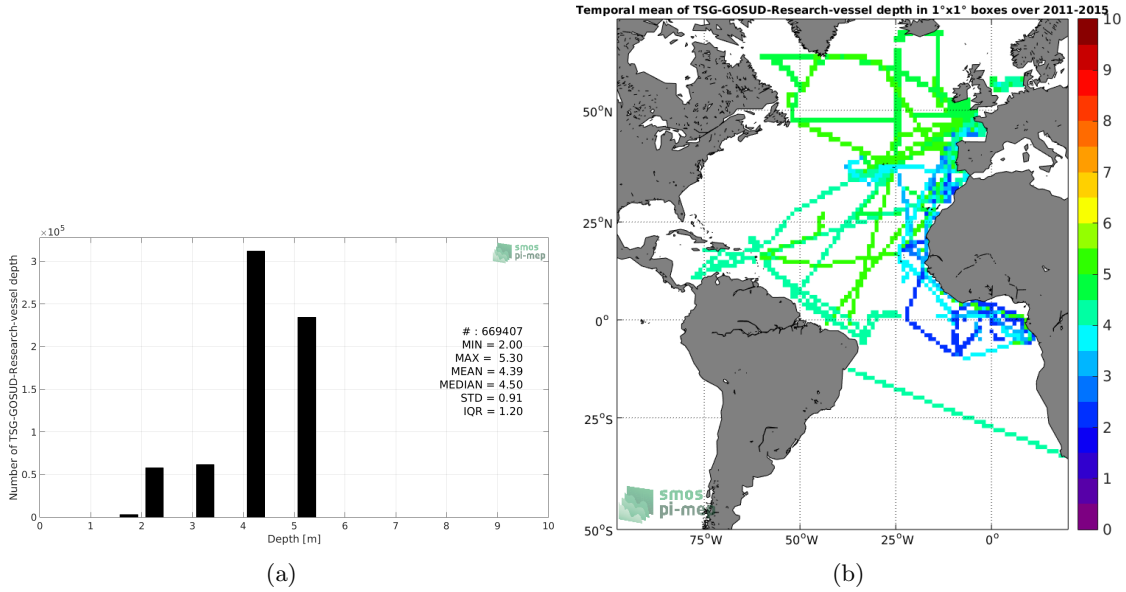 Temporal mean of TSG-GOSUD-Research-vessel depth in 1°x1° boxes over 2011-2015
×10^5
Number of TSG-GOSUD-Research-vessel depth
3
2.5
2
1.5
1
0.5
0
0 1 2 3 4 5 6 7 8 9 10
Depth [m]
smos
pi-mep
# : 669407
MIN = 2.00
MAX = 5.30
MEAN = 4.39
MEDIAN = 4.50
STD = 0.91
IQR = 1.20
(a)
50°N
25°N
0°
25°S
50°S
75°W 50°W 25°W 0°
smos
pi-mep
10
9
8
7
6
5
4
3
2
1
0
(b)